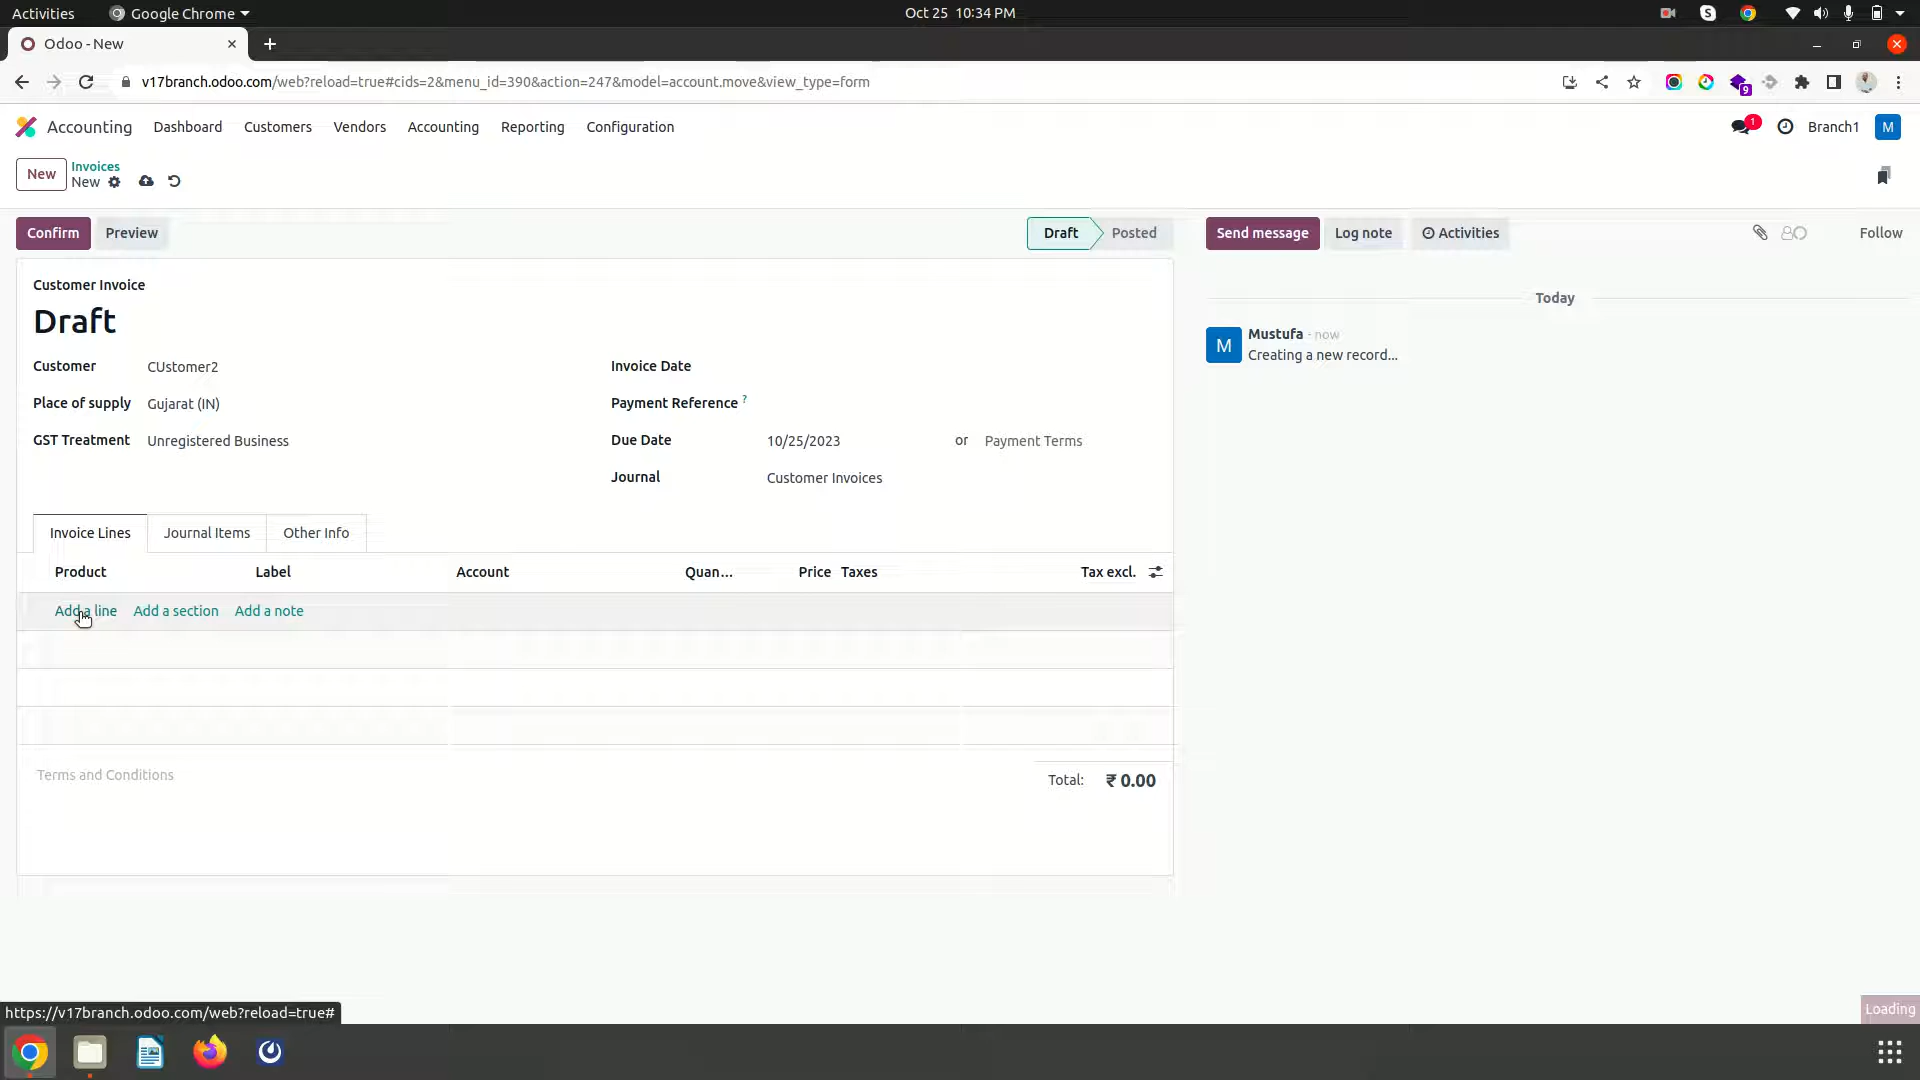 Activities Google Chrome Oct 25 10:34 PM
Odoo - New
v17branch.odoo.com/web?reload=true#cids=2&menu_id=390&action=247&model=account.move&view_type=form
9
Accounting Dashboard Customers Vendors Accounting Reporting Configuration 1 Branch1 M
New Invoices
New
Confirm Preview Draft Posted Send message Log note Activities Follow
Customer Invoice
Draft
Today
Customer CUstomer2 Invoice Date
M Mustufa - now
Creating a new record...
Place of supply Gujarat (IN) Payment Reference ?
GST Treatment Unregistered Business Due Date 10/25/2023 or Payment Terms
Journal Customer Invoices
Invoice Lines Journal Items Other Info
Product Label Account Quan... Price Taxes Tax excl.
Add a line Add a section Add a note
Terms and Conditions Total: ₹ 0.00
Loading
https://v17branch.odoo.com/web?reload=true#